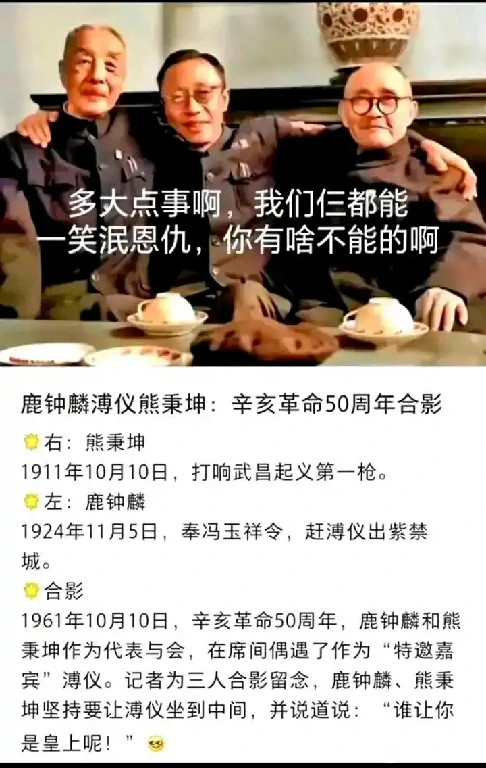 多大点事啊，我们仨都能
一笑泯恩仇，你有啥不能的啊
鹿钟麟溥仪熊秉坤：辛亥革命50周年合影
右：熊秉坤
1911年10月10日，打响武昌起义第一枪。
左：鹿钟麟
1924年11月5日，奉冯玉祥令，赶溥仪出紫禁
城。
合影
1961年10月10日，辛亥革命50周年，鹿钟麟和熊
秉坤作为代表与会，在席间偶遇了作为“特邀嘉
宾”溥仪。记者为三人合影留念，鹿钟麟、熊秉
坤坚持要让溥仪坐到中间，并说道说：“谁让你
是皇上呢！”